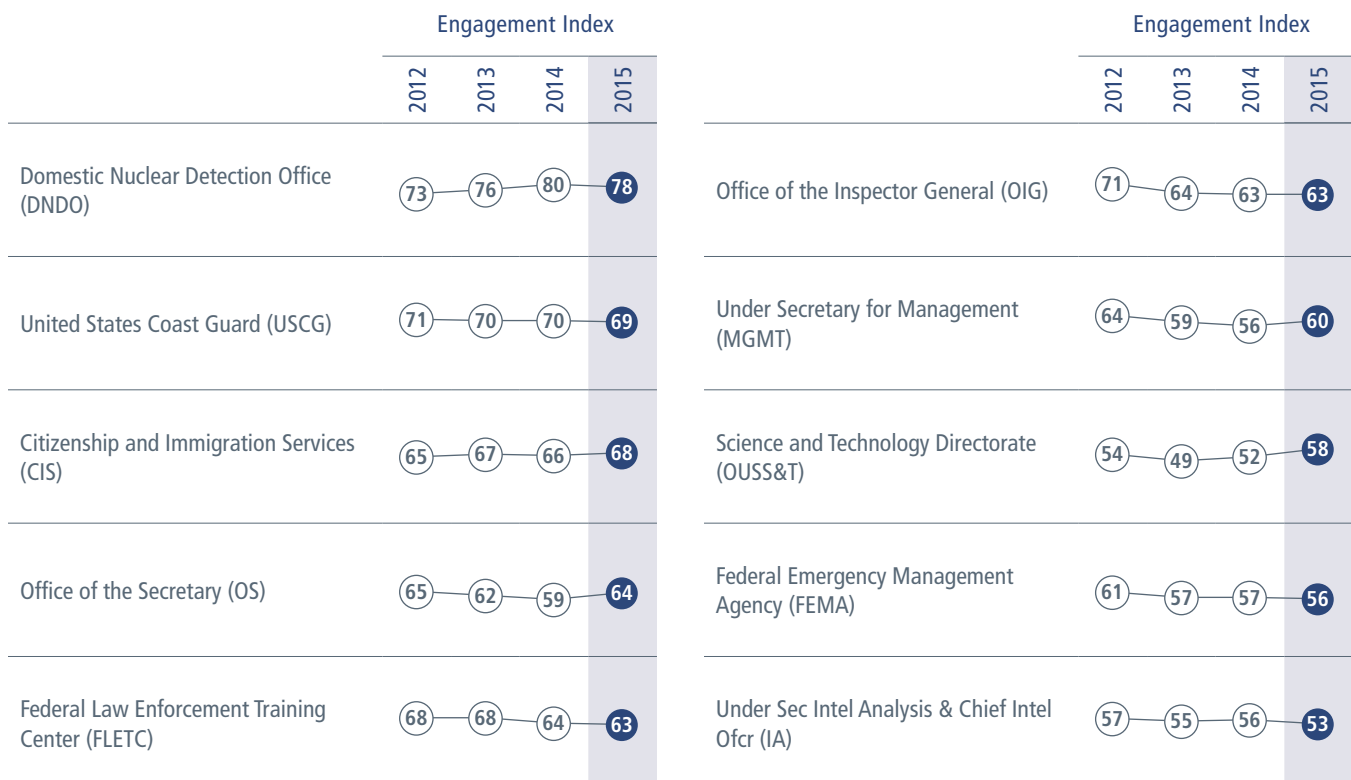 Engagement Index
2012 2013 2014 2015
Domestic Nuclear Detection Office
(DNDO)
73 76 80 78
United States Coast Guard (USCG)
71 70 70 69
Citizenship and Immigration Services
(CIS)
65 67 66 68
Office of the Secretary (OS)
65 62 59 64
Federal Law Enforcement Training
Center (FLETC)
68 68 64 63
Engagement Index
2012 2013 2014 2015
Office of the Inspector General (OIG)
71 64 63 63
Under Secretary for Management
(MGMT)
64 59 56 60
Science and Technology Directorate
(OUSS&T)
54 49 52 58
Federal Emergency Management
Agency (FEMA)
61 57 57 56
Under Sec Intel Analysis & Chief Intel
Ofcr (IA)
57 55 56 53